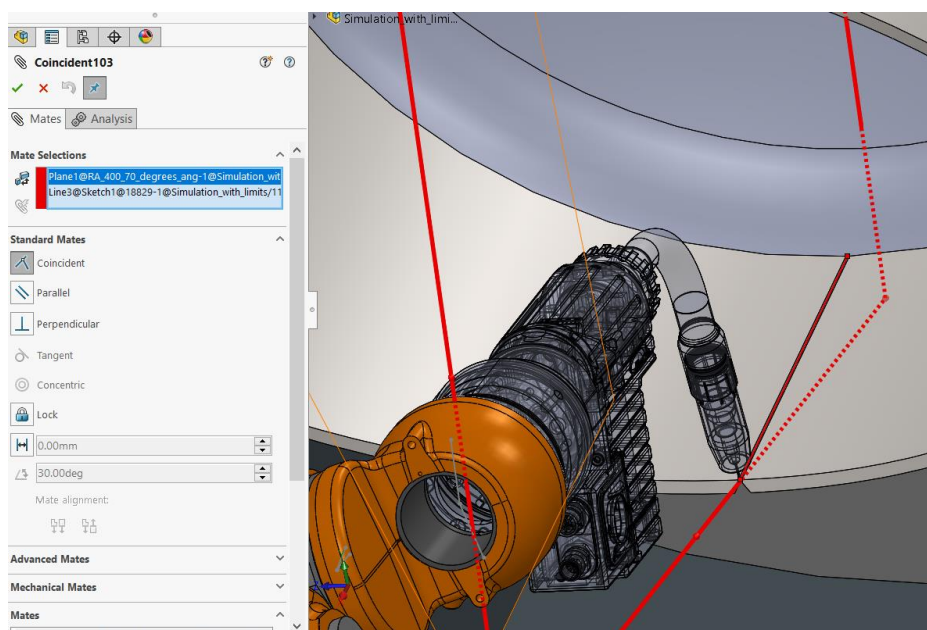 Simulation_with_limi...
Coincident103
Mates
Analysis
Mate Selections
Plane1@RA_400_70_degrees_ang-1@Simulation_wit
Line3@Sketch1@18829-1@Simulation_with_limits/11
Standard Mates
Coincident
Parallel
Perpendicular
Tangent
Concentric
Lock
0.00mm
30.00deg
Mate alignment:
Advanced Mates
Mechanical Mates
Mates